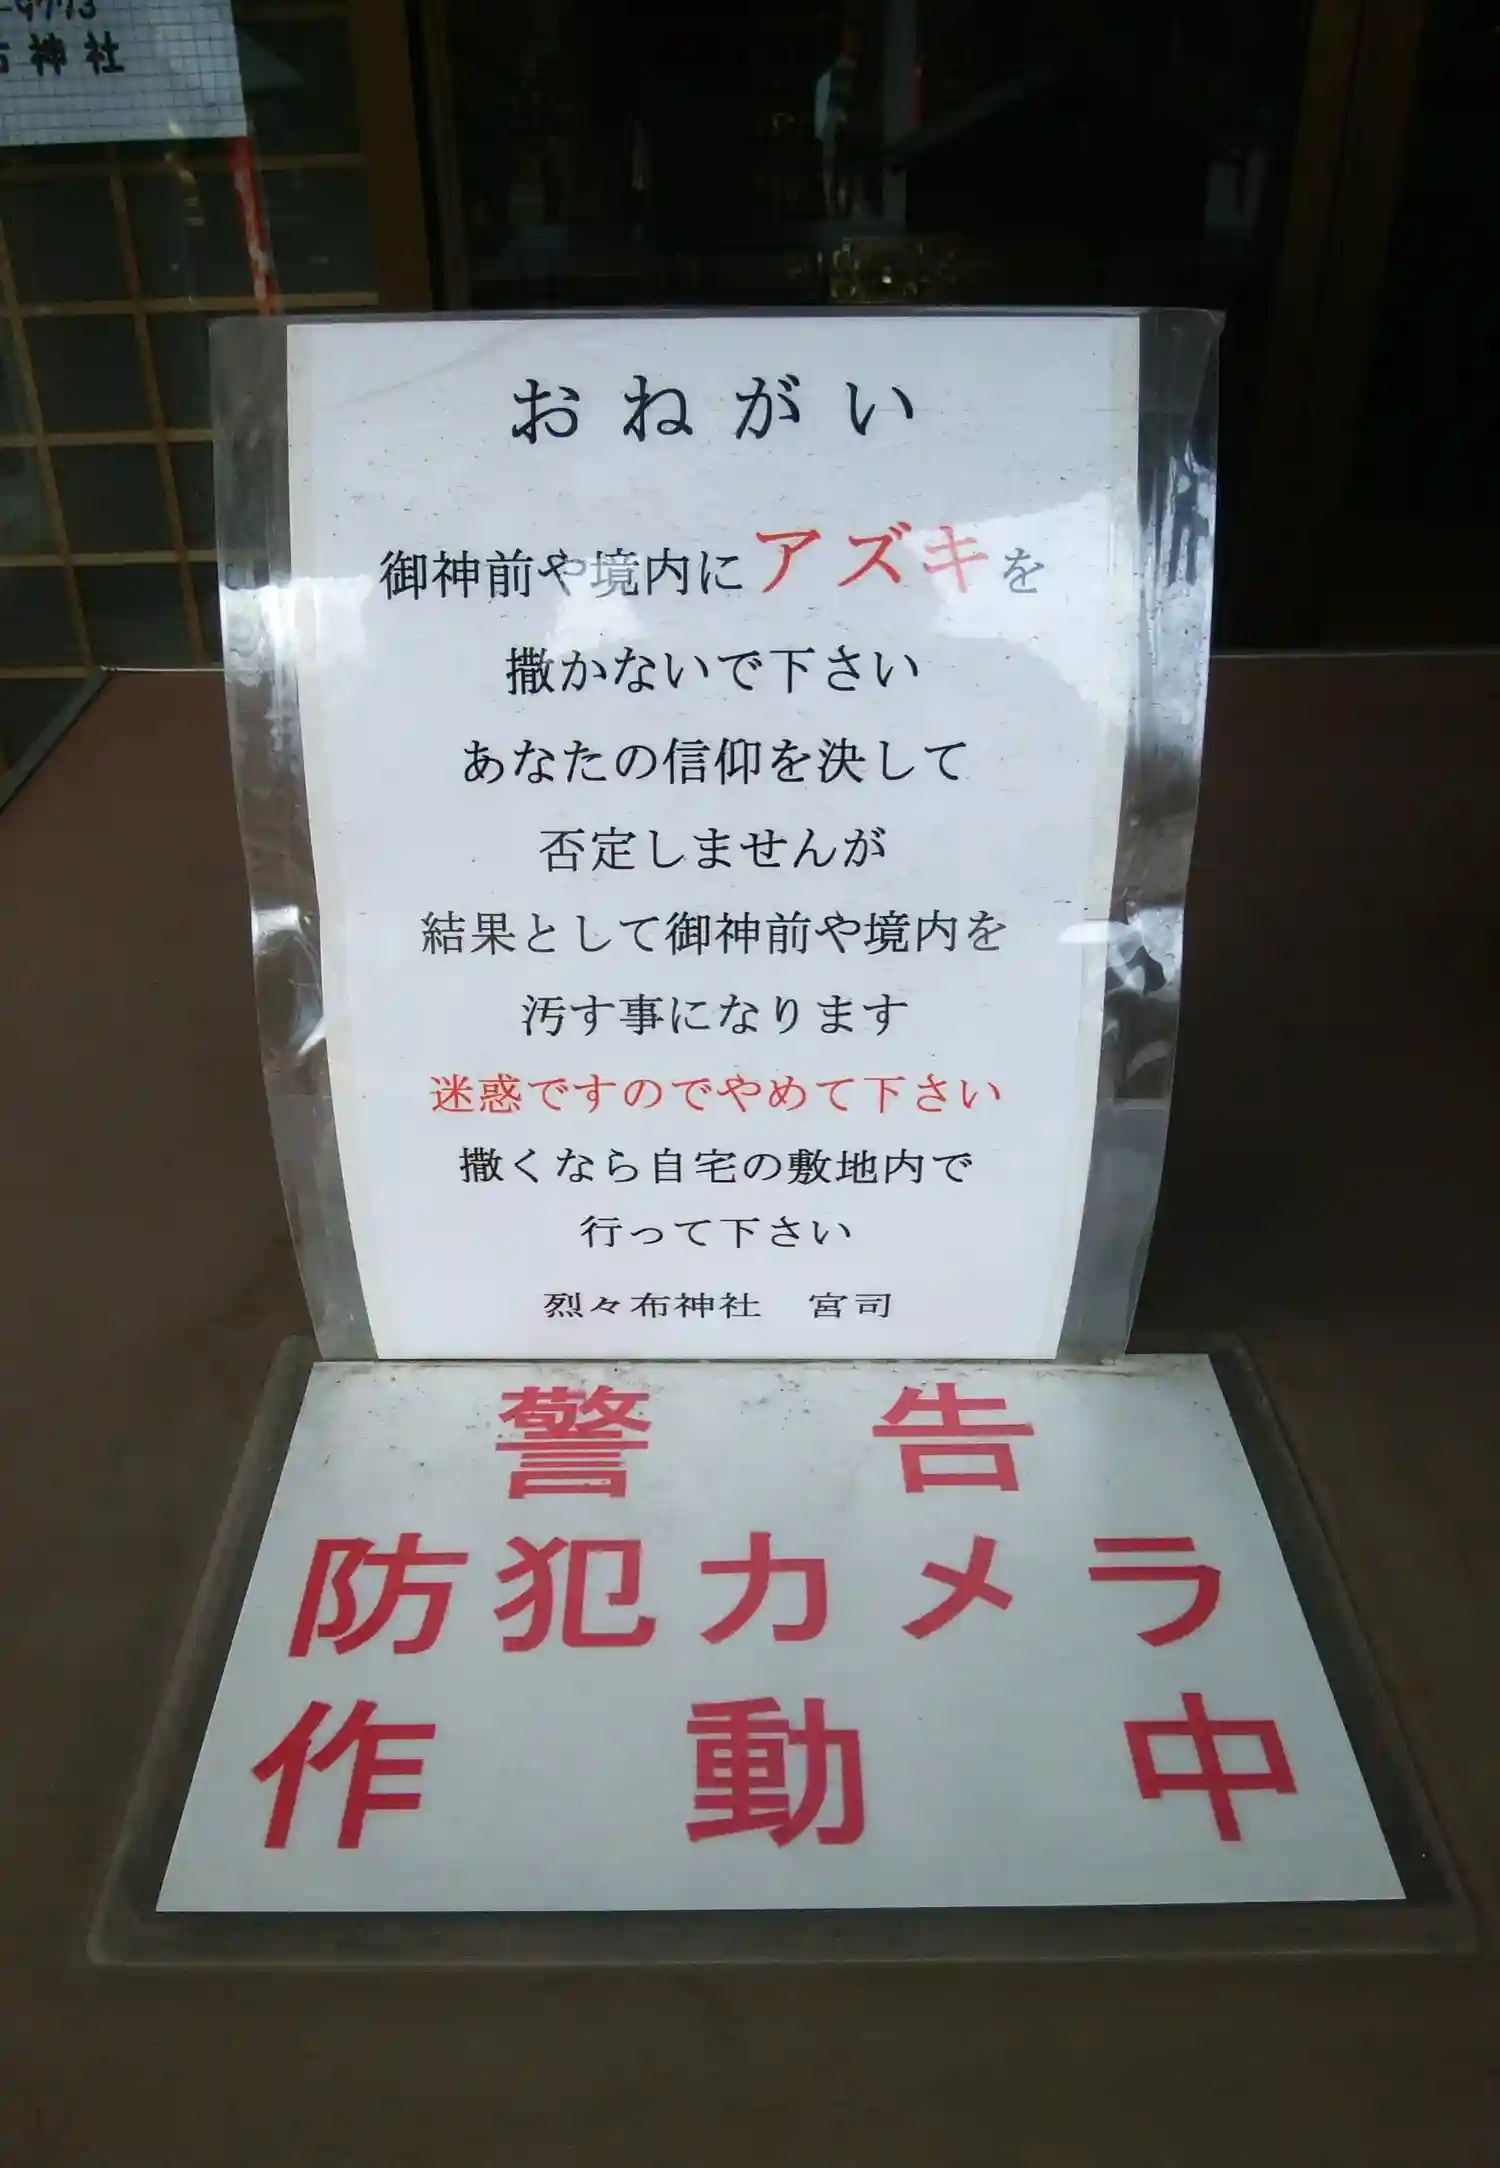 -9773
布神社
おねがい
御神前や境内にアズキを
撒かないで下さい
あなたの信仰を決して
否定しませんが
結果として御神前や境内を
汚す事になります
迷惑ですのでやめて下さい
撒くなら自宅の敷地内で
行って下さい
烈々布神社 宮司
警告
防犯カメラ
作動中